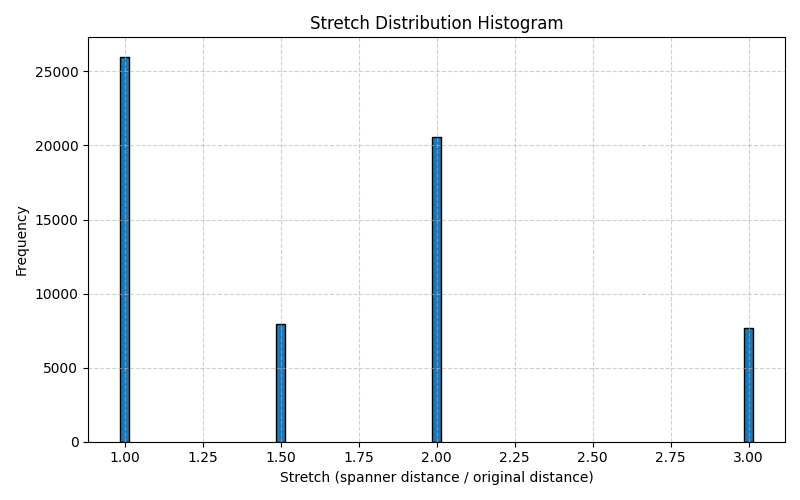 Stretch Distribution Histogram
Frequency
25000
20000
15000
10000
5000
0
1.00 1.25 1.50 1.75 2.00 2.25 2.50 2.75 3.00
Stretch (spanner distance / original distance)